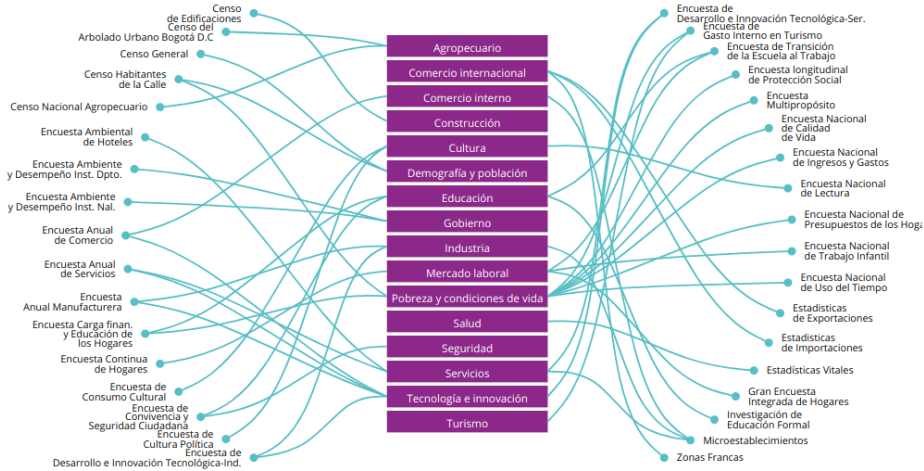 Censo
de Edificaciones
Censo del
Arbolado Urbano Bogotá D.C
Censo General
Censo Habitantes
de la Calle
Censo Nacional Agropecuario
Encuesta Ambiental
de Hoteles
Encuesta Ambiente
y Desempeño Inst. Dpto.
Encuesta Ambiente
y Desempeño Inst. Nal.
Encuesta Anual
de Comercio
Encuesta Anual
de Servicios
Encuesta
Anual Manufacturera
Encuesta Carga finan.
y Educación de
los Hogares
Encuesta Continua
de Hogares
Encuesta de
Consumo Cultural
Encuesta de
Convivencia y
Seguridad Ciudadana
Encuesta de
Cultura Política
Encuesta de
Desarrollo e Innovación Tecnológica-Ind.
Agropecuario
Comercio internacional
Comercio interno
Construcción
Cultura
Demografía y población
Educación
Gobierno
Industria
Mercado laboral
Pobreza y condiciones de vida
Salud
Seguridad
Servicios
Tecnología e innovación
Turismo
Encuesta de
Desarrollo e Innovación Tecnológica-Ser.
Encuesta de
Gasto Interno en Turismo
Encuesta de Transición
de la Escuela al Trabajo
Encuesta longitudinal
de Protección Social
Encuesta
Multipropósito
Encuesta Nacional
de Calidad
de Vida
Encuesta Nacional
de Ingresos y Gastos
Encuesta Nacional
de Lectura
Encuesta Nacional de
Presupuestos de los Hoga
Encuesta Nacional
de Trabajo Infantil
Encuesta Nacional
de Uso del Tiempo
Estadísticas
de Exportaciones
Estadísticas
de Importaciones
Estadísticas Vitales
Gran Encuesta
Integrada de Hogares
Investigación de
Educación Formal
Microestablecimientos
Zonas Francas